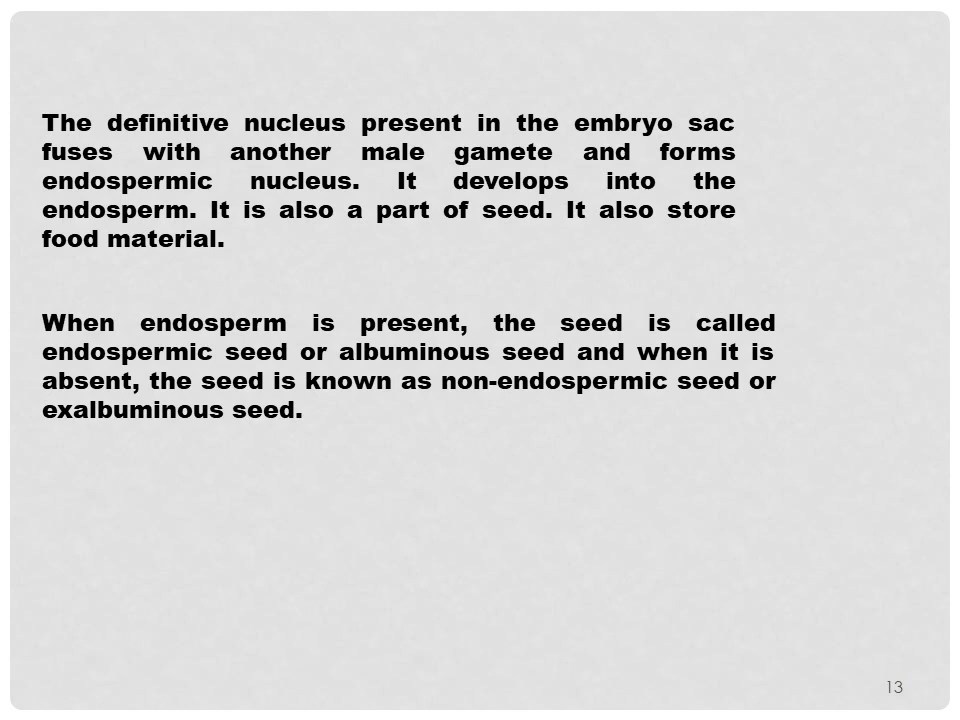 The definitive nucleus present in the embryo sac
fuses with another male gamete and forms
endospermic nucleus. It develops into the
endosperm. It is also a part of seed. It also store
food material.
When endosperm is present, the seed is called
endospermic seed or albuminous seed and when it is
absent, the seed is known as non-endospermic seed or
exalbuminous seed.
13